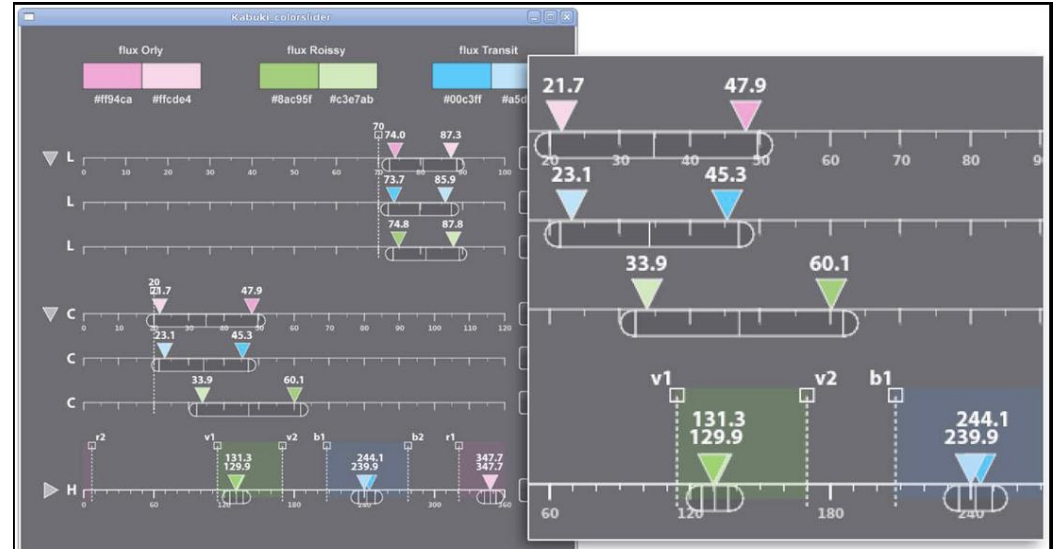 Kabuki colorslider
flux Orly flux Roissy flux Transit
#ff94ca #ffcde4 #8ac95f #c3e7ab #00c3ff #a5d
70
74.0 87.3
L
0 10 20 30 40 50 60 70 80 90 100
73.7 85.9
L
74.8 87.8
L
20
21.7 47.9
C
0 10 20 30 40 50 60 70 80 90 100 110 120
23.1 45.3
C
33.9 60.1
C
r2 v1 v2 b1 b2 r1
131.3 244.1 347.7
129.9 239.9 347.7
H
0 60 120 180 240 300 360
21.7 47.9
20 30 40 50 60 70 80 9
23.1 45.3
33.9 60.1
v1 v2 b1
131.3 244.1
129.9 239.9
60 120 180 240